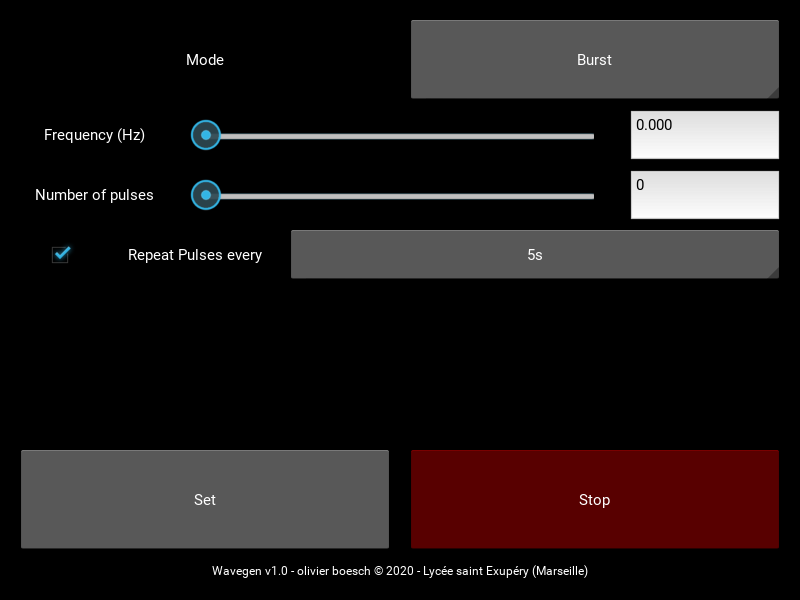 Mode
Burst
Frequency (Hz)
0.000
Number of pulses
0
Repeat Pulses every
5s
Set
Stop
Wavegen v1.0 - olivier boesch © 2020 - Lycée saint Exupéry (Marseille)